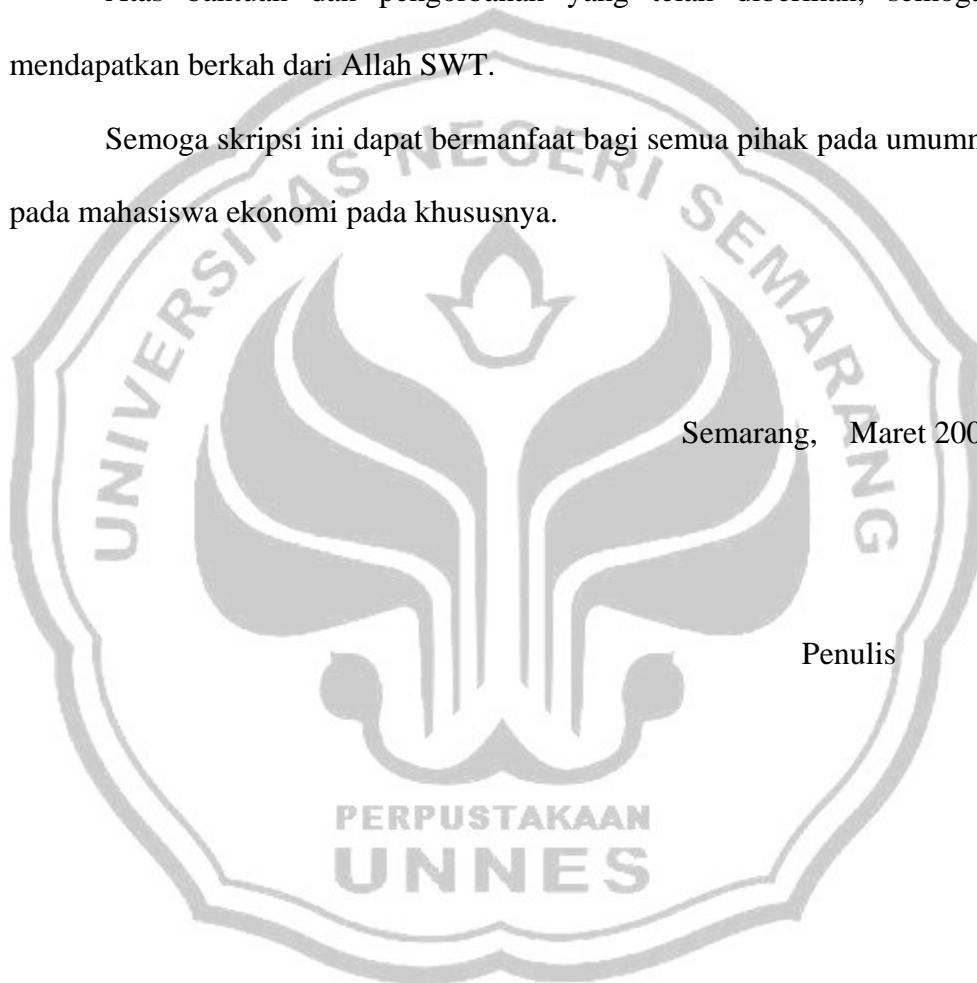 mendapatkan berkah dari Allah SWT.
Semoga skripsi ini dapat bermanfaat bagi semua pihak pada umumn
pada mahasiswa ekonomi pada khususnya.
Semarang, Maret 200
Penulis
UNIVERSITAS NEGERI SEMARANG
PERPUSTAKAAN
UNNES